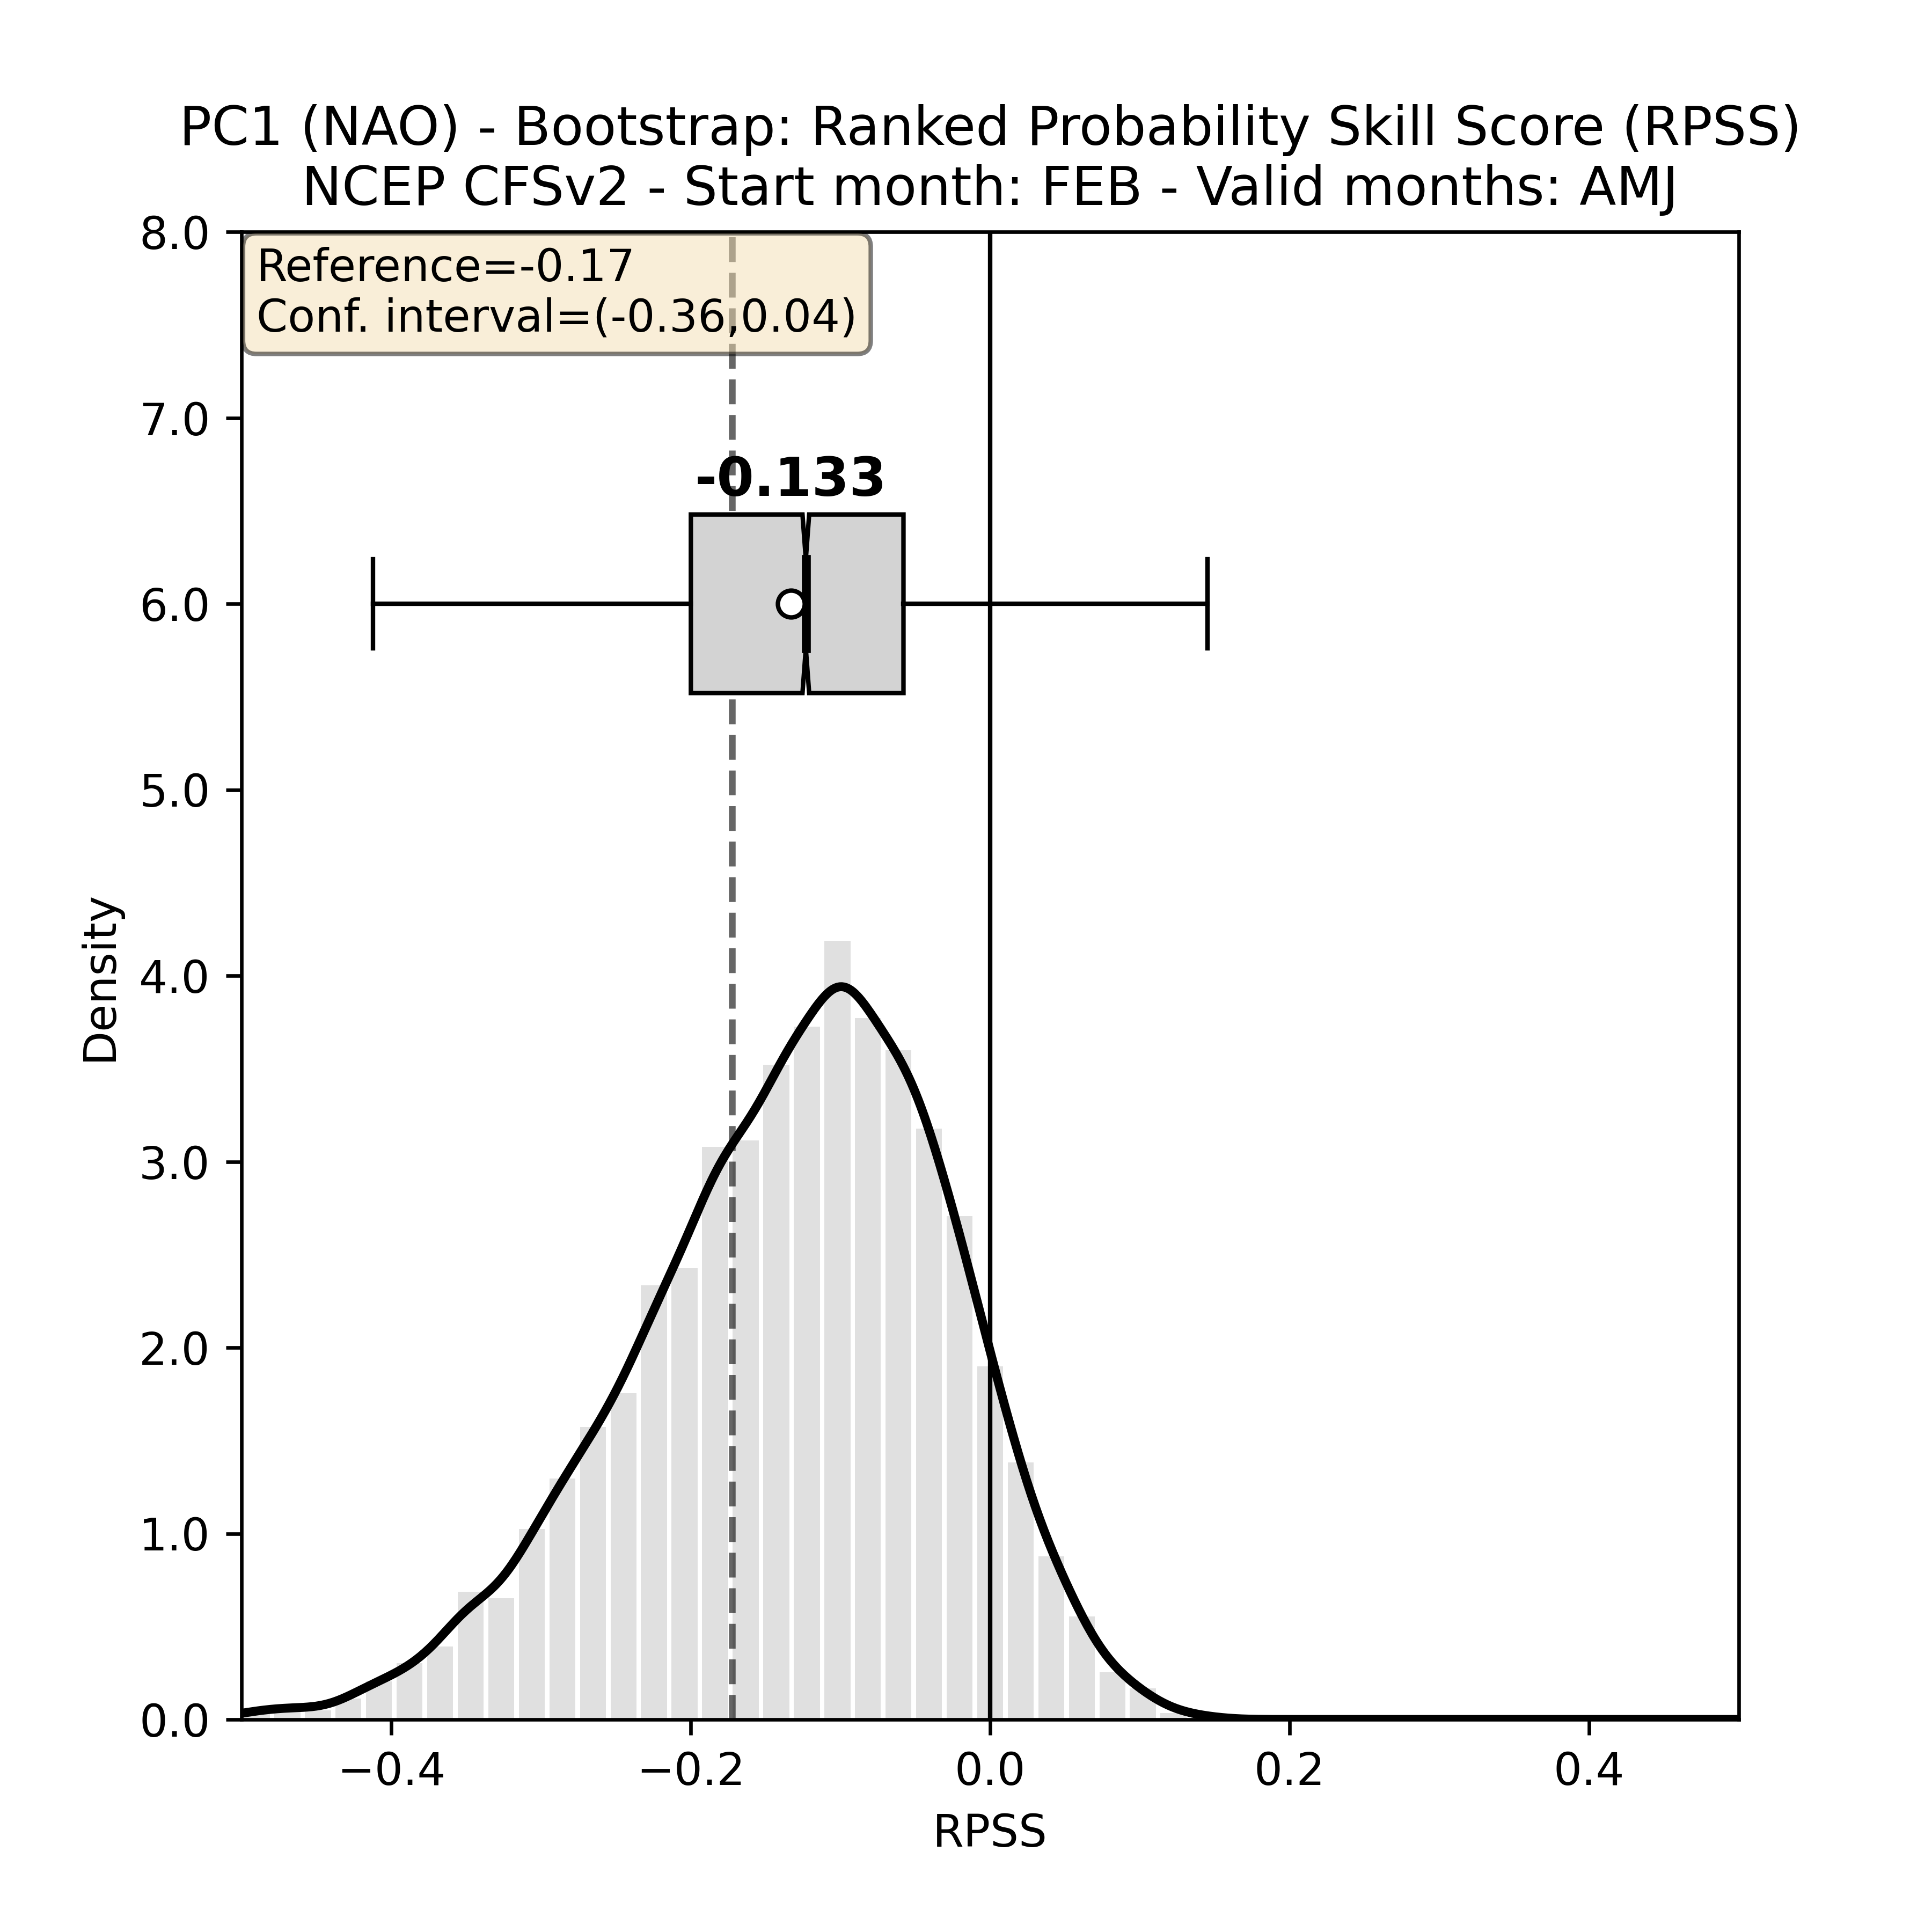 PC1 (NAO) - Bootstrap: Ranked Probability Skill Score (RPSS)
NCEP CFSv2 - Start month: FEB - Valid months: AMJ
Reference=-0.17
Conf. interval=(-0.36,0.04)
-0.133
8.0
7.0
6.0
5.0
4.0
3.0
2.0
1.0
0.0
Density
−0.4
−0.2
0.0
0.2
0.4
RPSS